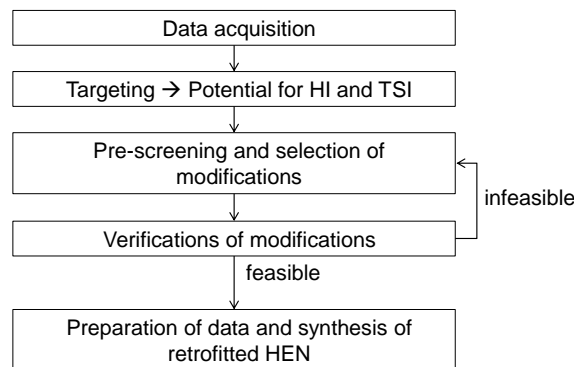 Data acquisition
Targeting → Potential for HI and TSI
Pre-screening and selection of
modifications
infeasible
Verifications of modifications
feasible
Preparation of data and synthesis of
retrofitted HEN